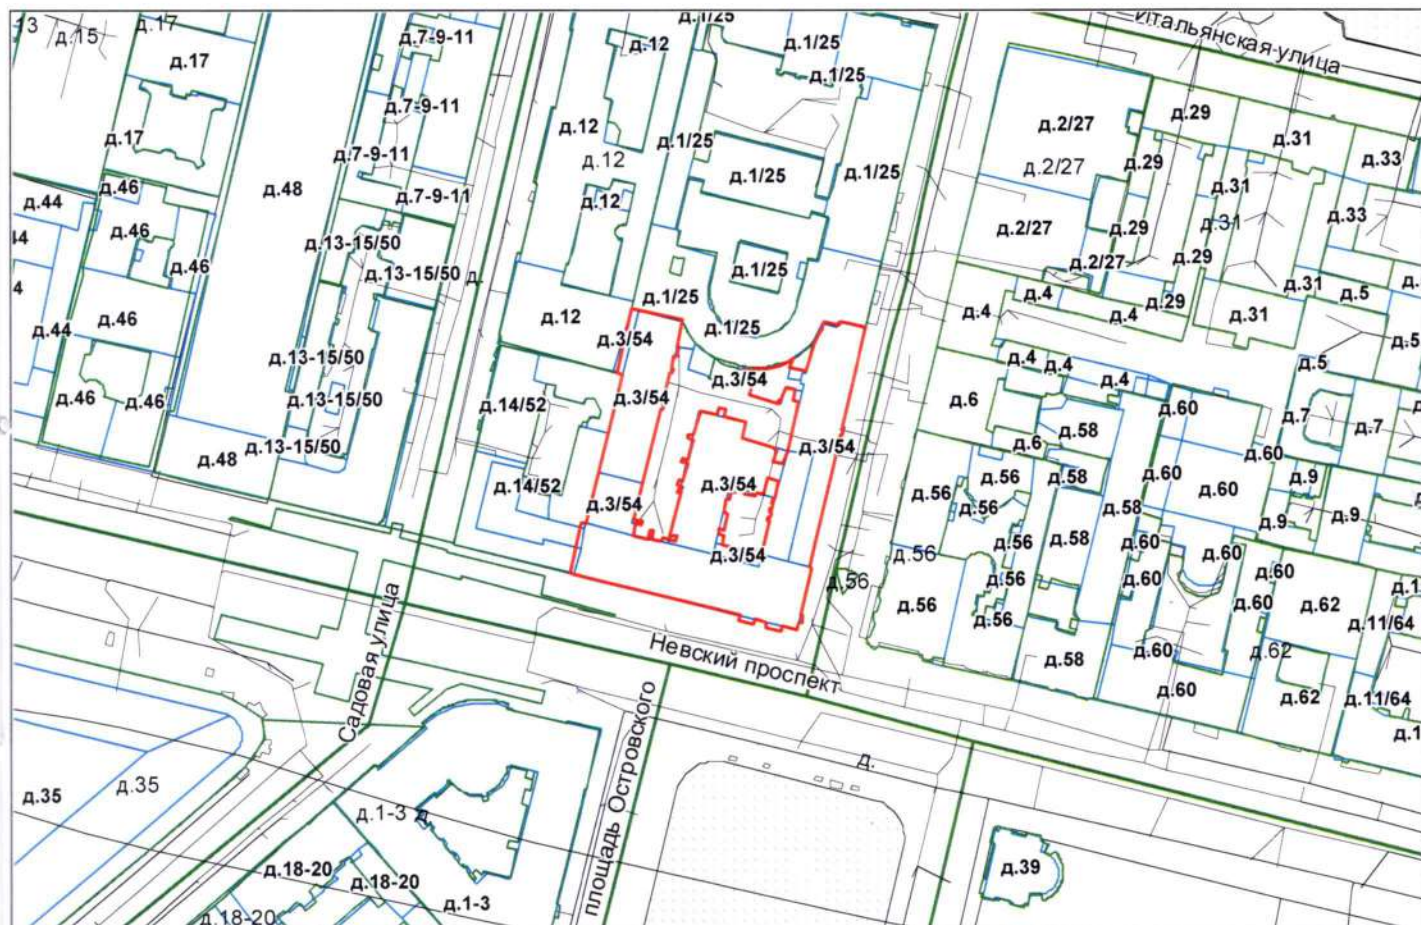 13
д.15
д.17
д.17
д.17
д.7-9-11
д.7-9-11
д.7-9-11
д.7-9-11
д.12
д.12
д.12
д.12
д.12
д.1/25
д.1/25
д.1/25
д.1/25
д.1/25
д.1/25
д.1/25
д.1/25
д.1/25
Итальянская улица
д.2/27
д.2/27
д.2/27
д.2/27
д.29
д.29
д.29
д.29
д.29
д.31
д.31
д.31
д.31
д.31
д.33
д.33
д.44
44
4
д.44
д.46
д.46
д.46
д.46
д.46
д.46
д.48
д.48
д.13-15/50
д.13-15/50
д.13-15/50
д.13-15/50
д.13-15/50
д.
д.14/52
д.14/52
д.3/54
д.3/54
д.3/54
д.3/54
д.3/54
д.3/54
д.3/54
д.4
д.4
д.4
д.4
д.4
д.4
д.5
д.5
д.5
д.6
д.6
д.7
д.7
д.9
д.9
д.9
д.56
д.56
д.56
д.56
д.56
д.56
д.56
д.56
д.56
д.58
д.58
д.58
д.58
д.58
д.60
д.60
д.60
д.60
д.60
д.60
д.60
д.60
д.60
д.60
д.60
д.62
д.62
д.62
д.11/64
д.11/64
д.1
д.1
Садовая улица
Невский проспект
площадь Островского
д.
д.35
д.35
д.1-3
д.
д.18-20
д.18-20
д.18-20
д.1-3
д.39